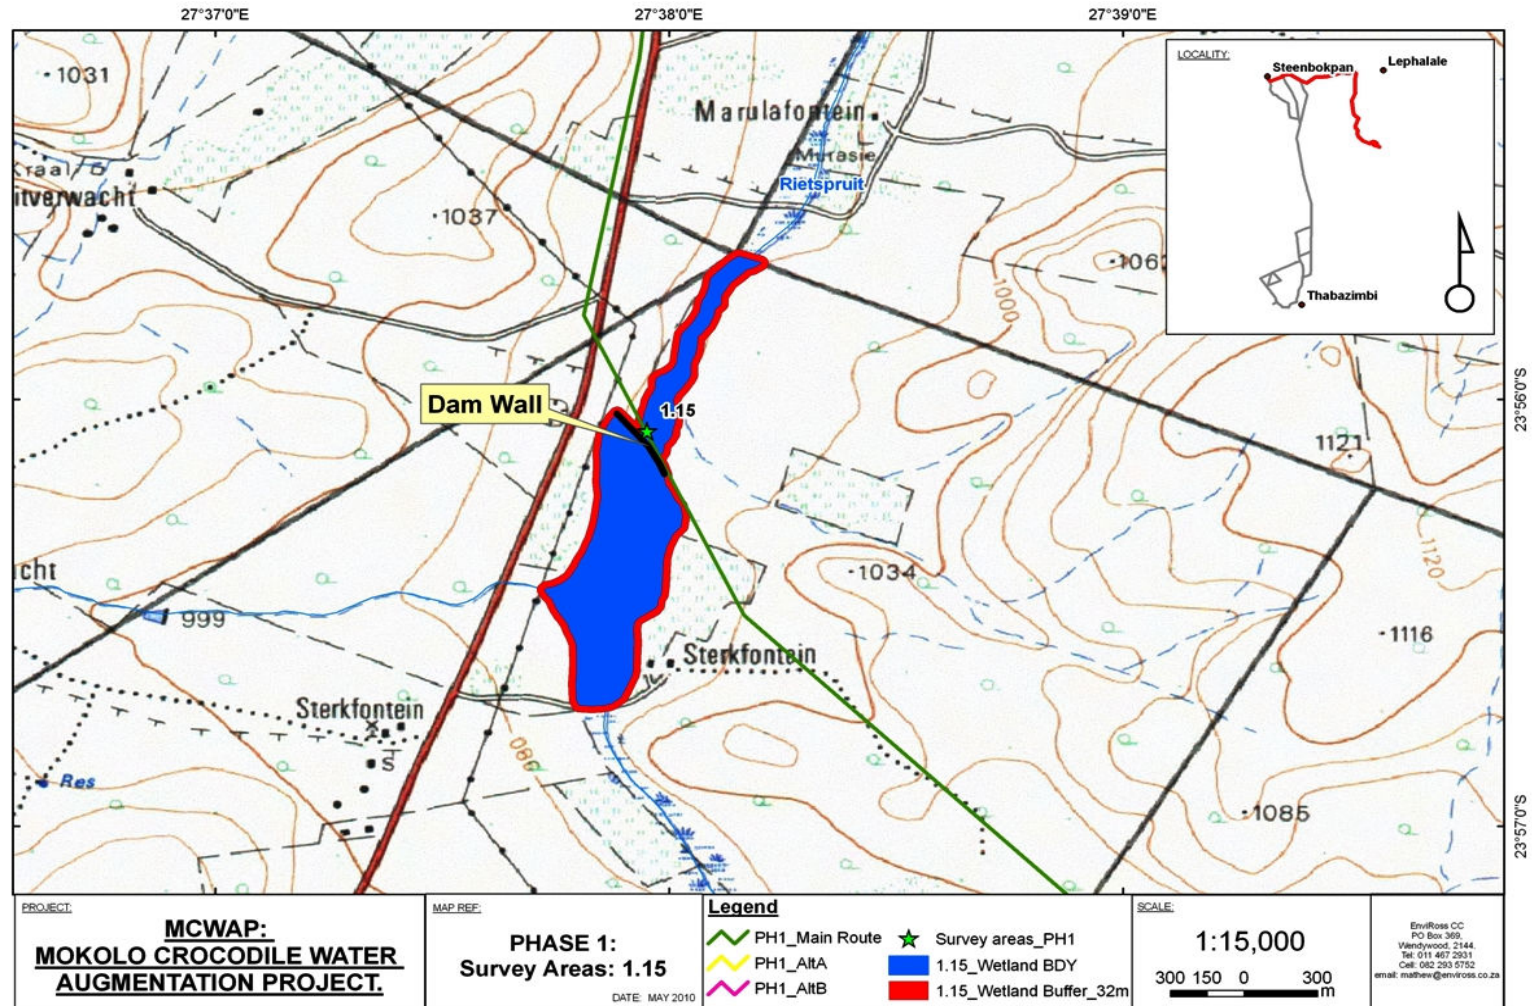 27°37'0"E
27°38'0"E
27°39'0"E
LOCALITY:
Steenbokpan
Lephalale
Thabazimbi
1031
Marulafontein
Murasie
Rietspruit
Kraal
itverwacht
1037
1000
23°56'0"S
Dam Wall
1.15
1121
1120
1034
icht
999
1116
Sterkfontein
Sterkfontein
S
Res
1085
23°57'0"S
PROJECT:
MCWAP:
MOKOLO CROCODILE WATER
AUGMENTATION PROJECT.
MAP REF:
PHASE 1:
Survey Areas: 1.15
DATE: MAY 2010
Legend
PH1_Main Route
PH1_AltA
PH1_AltB
Survey areas_PH1
1.15_Wetland BDY
1.15_Wetland Buffer_32m
SCALE:
1:15,000
300 150 0 300
m
EnviRoss CC
PO Box 369,
Wendywood, 2144.
Tel: 011 467 2931
Cell: 082 293 5752
email: mathew@enviross.co.za